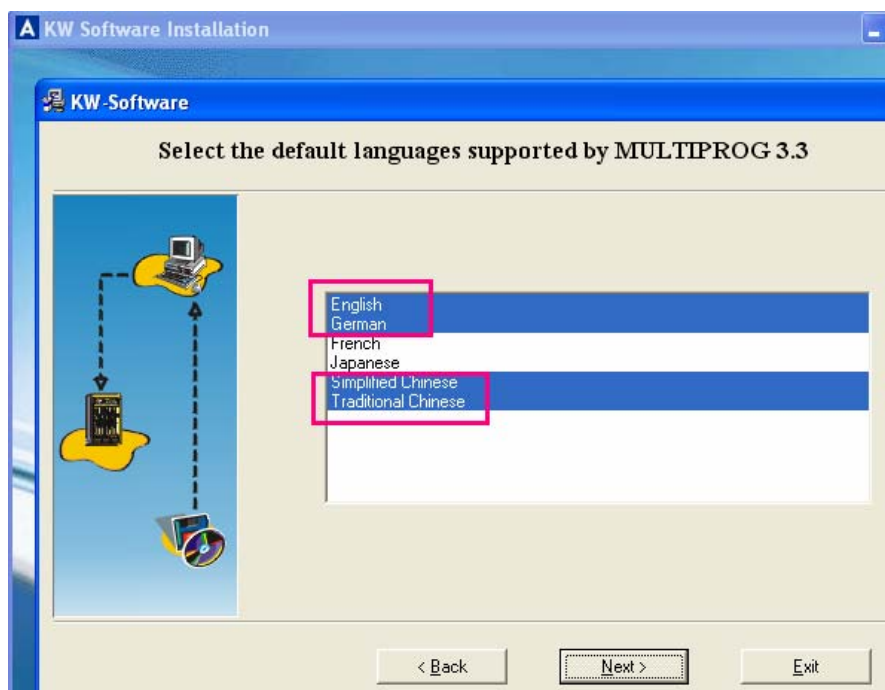 KW Software Installation
KW-Software
Select the default languages supported by MULTIPROG 3.3
English
German
French
Japanese
Simplified Chinese
Traditional Chinese
< Back
Next >
Exit